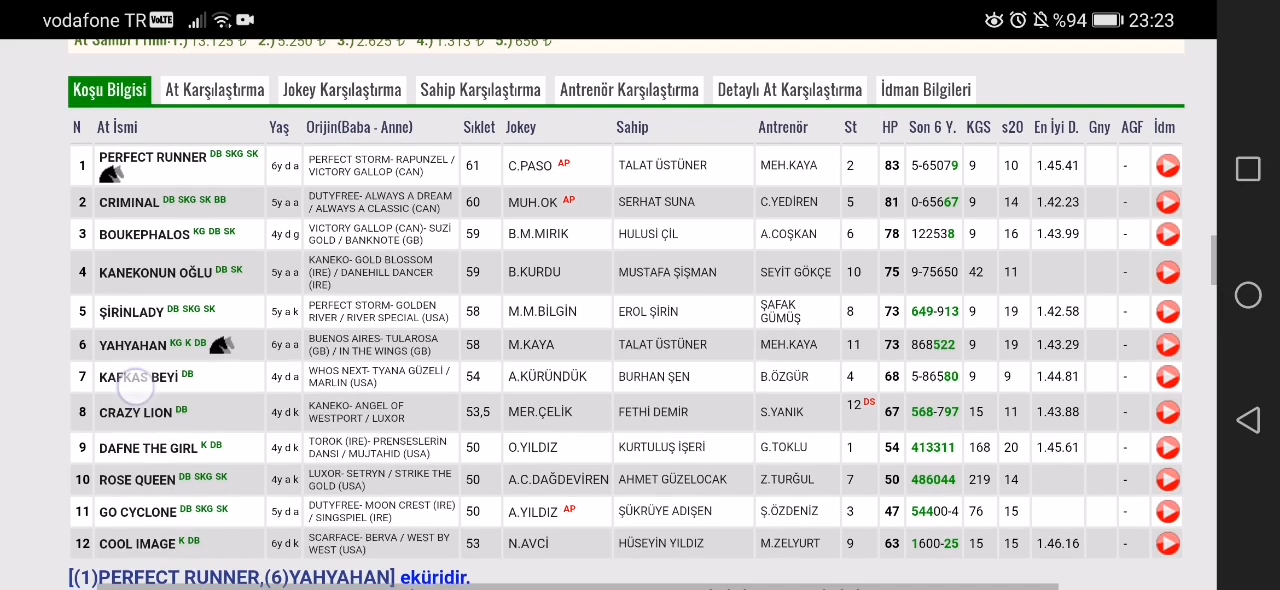 vodafone TR VoLTE %94 23:23
At Sahibi Primi:1.) 13.125 ₺ 2.) 5.250 ₺ 3.) 2.625 ₺ 4.) 1.313 ₺ 5.) 656 ₺
Koşu Bilgisi At Karşılaştırma Jokey Karşılaştırma Sahip Karşılaştırma Antrenör Karşılaştırma Detaylı At Karşılaştırma İdman Bilgileri
N At İsmi Yaş Orijin(Baba - Anne) Sıklet Jokey Sahip Antrenör St HP Son 6 Y. KGS s20 En İyi D. Gny AGF İdm
1 PERFECT RUNNER DB SKG SK 6y d a PERFECT STORM- RAPUNZEL / VICTORY GALLOP (CAN) 61 C.PASO AP TALAT ÜSTÜNER MEH.KAYA 2 83 5-65079 9 10 1.45.41 -
2 CRIMINAL DB SKG SK BB 5y a a DUTYFREE- ALWAYS A DREAM / ALWAYS A CLASSIC (CAN) 60 MUH.OK AP SERHAT SUNA C.YEDİREN 5 81 0-65667 9 14 1.42.23 -
3 BOUKEPHALOS KG DB SK 4y d g VICTORY GALLOP (CAN)- SUZİ GOLD / BANKNOTE (GB) 59 B.M.MIRIK HULUSİ ÇİL A.COŞKAN 6 78 122538 9 16 1.43.99 -
4 KANEKONUN OĞLU DB SK 5y a a KANEKO- GOLD BLOSSOM (IRE) / DANEHILL DANCER (IRE) 59 B.KURDU MUSTAFA ŞİŞMAN SEYİT GÖKÇE 10 75 9-75650 42 11 -
5 ŞİRİNLADY DB SKG SK 5y a k PERFECT STORM- GOLDEN RIVER / RIVER SPECIAL (USA) 58 M.M.BİLGİN EROL ŞİRİN ŞAFAK GÜMÜŞ 8 73 649-913 9 19 1.42.58 -
6 YAHYAHAN KG K DB 6y a a BUENOS AIRES- TULAROSA (GB) / IN THE WINGS (GB) 58 M.KAYA TALAT ÜSTÜNER MEH.KAYA 11 73 868522 9 19 1.43.29 -
7 KAFKAS BEYİ DB 4y d a WHOS NEXT- TYANA GÜZELİ / MARLIN (USA) 54 A.KÜRÜNDÜK BURHAN ŞEN B.ÖZGÜR 4 68 5-86580 9 9 1.44.81 -
8 CRAZY LION DB 4y d k KANEKO- ANGEL OF WESTPORT / LUXOR 53,5 MER.ÇELİK FETHİ DEMİR S.YANIK 12 DS 67 568-797 15 11 1.43.88 -
9 DAFNE THE GIRL K DB 4y d k TOROK (IRE)- PRENSESLERİN DANSI / MUJTAHID (USA) 50 O.YILDIZ KURTULUŞ İŞERİ G.TOKLU 1 54 413311 168 20 1.45.61 -
10 ROSE QUEEN DB SKG SK 4y a k LUXOR- SETRYN / STRIKE THE GOLD (USA) 50 A.C.DAĞDEVİREN AHMET GÜZELOCAK Z.TURĞUL 7 50 486044 219 14 -
11 GO CYCLONE DB SKG SK 5y d a DUTYFREE- MOON CREST (IRE) / SINGSPIEL (IRE) 50 A.YILDIZ AP ŞÜKRÜYE ADIŞEN Ş.ÖZDENİZ 3 47 54400-4 76 15 -
12 COOL IMAGE K DB 6y d k SCARFACE- BERVA / WEST BY WEST (USA) 53 N.AVCİ HÜSEYİN YILDIZ M.ZELYURT 9 63 1600-25 15 15 1.46.16 -
[(1)PERFECT RUNNER,(6)YAHYAHAN] eküridir.